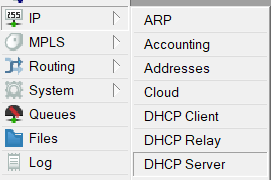 IP
MPLS
Routing
System
Queues
Files
Log
ARP
Accounting
Addresses
Cloud
DHCP Client
DHCP Relay
DHCP Server